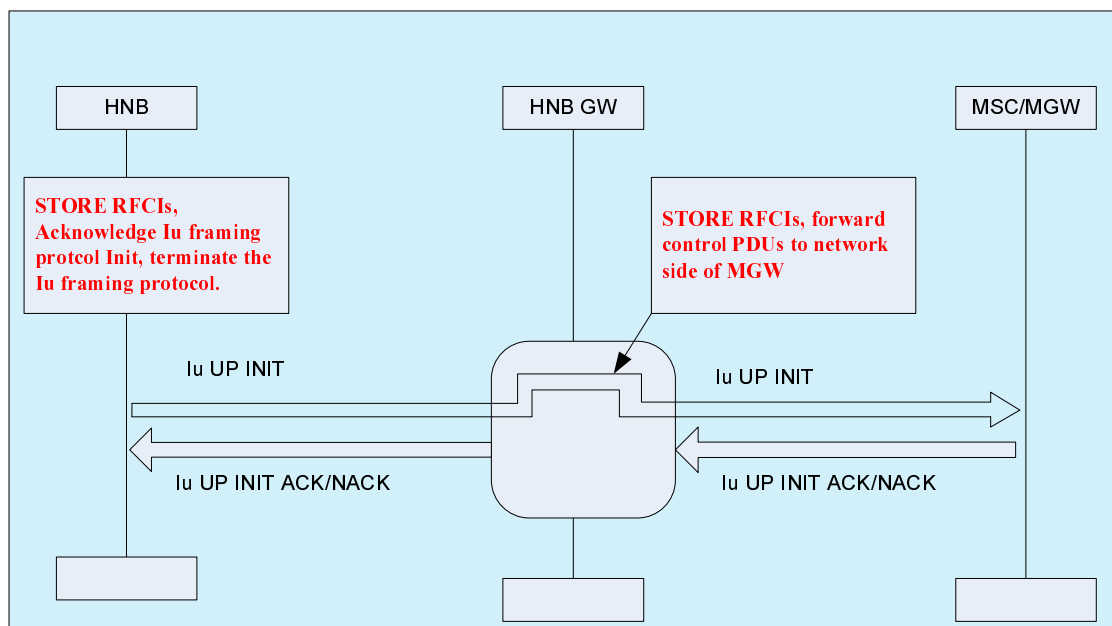 HNB
HNB GW
MSC/MGW
STORE RFCIs,
Acknowledge Iu framing
protcol Init, terminate the
Iu framing protocol.
STORE RFCIs, forward
control PDUs to network
side of MGW
Iu UP INIT
Iu UP INIT
Iu UP INIT ACK/NACK
Iu UP INIT ACK/NACK